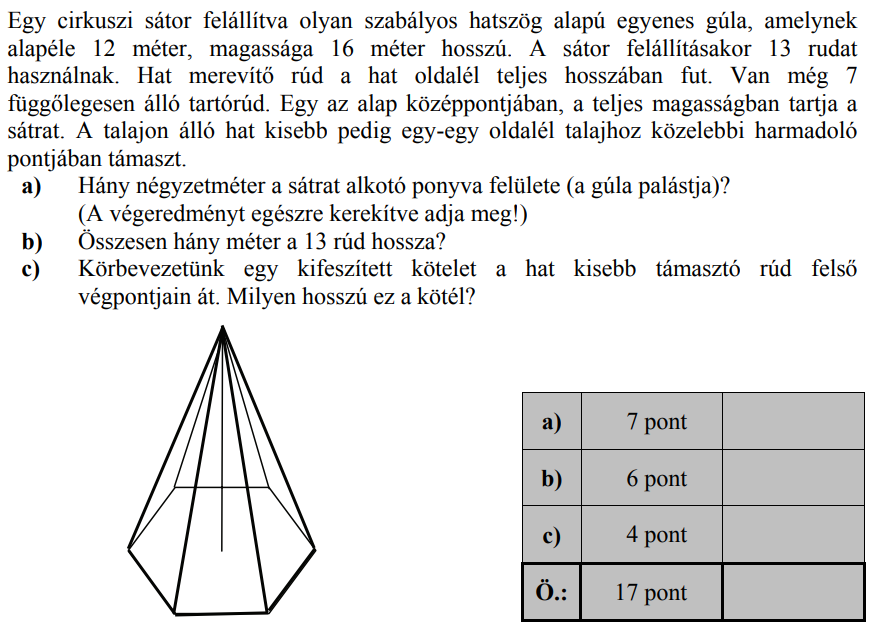 Egy cirkuszi sátor felállítva olyan szabályos hatszög alapú egyenes gúla, amelynek
alapéle 12 méter, magassága 16 méter hosszú. A sátor felállításakor 13 rudat
használnak. Hat merevítő rúd a hat oldalél teljes hosszában fut. Van még 7
függőlegesen álló tartórúd. Egy az alap középpontjában, a teljes magasságban tartja a
sátrat. A talajon álló hat kisebb pedig egy-egy oldalél talajhoz közelebbi harmadoló
pontjában támaszt.
a) Hány négyzetméter a sátrat alkotó ponyva felülete (a gúla palástja)?
(A végeredményt egészre kerekítve adja meg!)
b) Összesen hány méter a 13 rúd hossza?
c) Körbevezetünk egy kifeszített kötelet a hat kisebb támasztó rúd felső
végpontjain át. Milyen hosszú ez a kötél?
a) 7 pont
b) 6 pont
c) 4 pont
Ö.: 17 pont